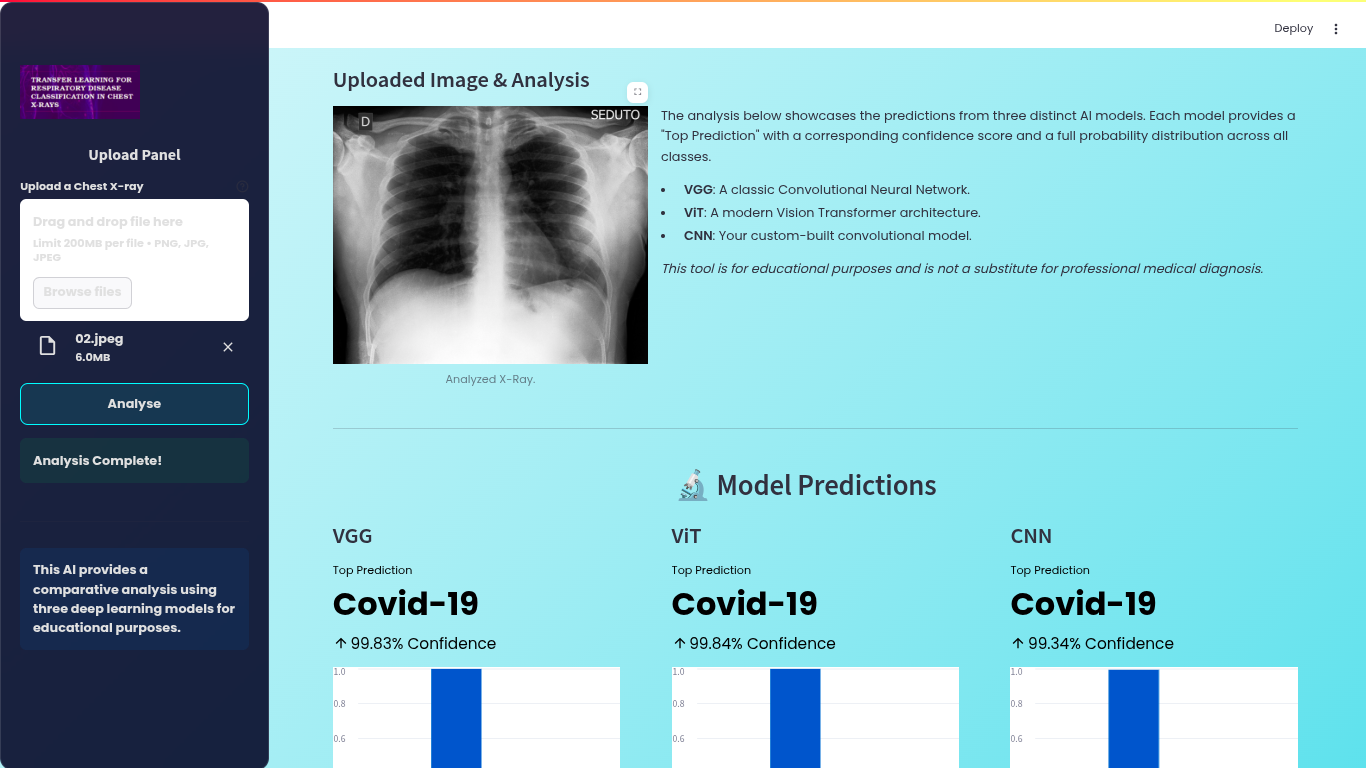 Deploy
TRANSFER LEARNING FOR
RESPIRATORY DISEASE
CLASSIFICATION IN CHEST
X-RAYS
Upload Panel
Upload a Chest X-ray
Drag and drop file here
Limit 200MB per file • PNG, JPG,
JPEG
Browse files
02.jpeg
6.0MB
Analyse
Analysis Complete!
This AI provides a
comparative analysis using
three deep learning models for
educational purposes.
Uploaded Image & Analysis
D
SEDUTO
Analyzed X-Ray.
The analysis below showcases the predictions from three distinct AI models. Each model provides a
"Top Prediction" with a corresponding confidence score and a full probability distribution across all
classes.
• VGG: A classic Convolutional Neural Network.
• ViT: A modern Vision Transformer architecture.
• CNN: Your custom-built convolutional model.
This tool is for educational purposes and is not a substitute for professional medical diagnosis.
🔬 Model Predictions
VGG
Top Prediction
Covid-19
↑ 99.83% Confidence
1.0
0.8
0.6
ViT
Top Prediction
Covid-19
↑ 99.84% Confidence
1.0
0.8
0.6
CNN
Top Prediction
Covid-19
↑ 99.34% Confidence
1.0
0.8
0.6